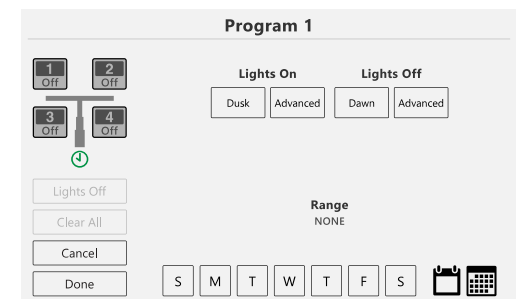 Program 1
1 2
Off Off
3 4
Off Off
Lights On Lights Off
Dusk Advanced Dawn Advanced
Lights Off
Clear All
Cancel
Done
Range
NONE
S M T W T F S